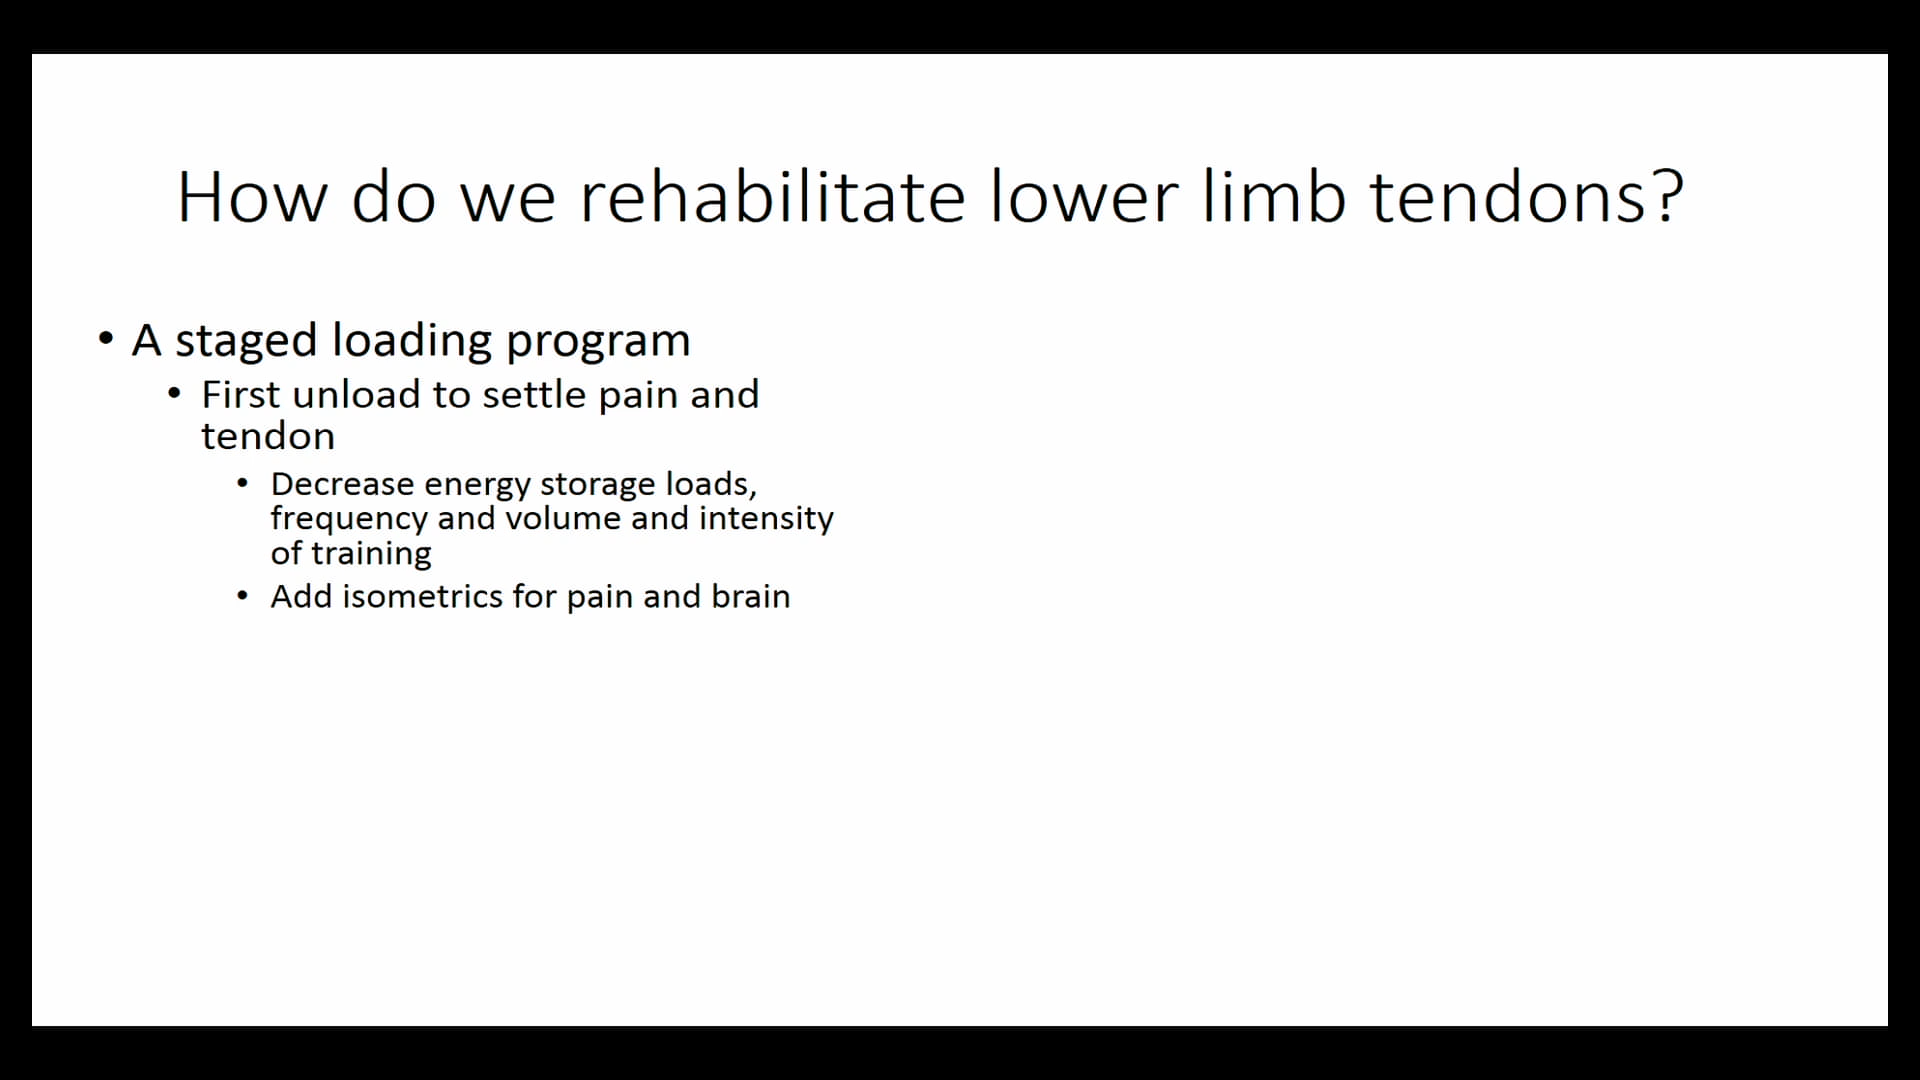 How do we rehabilitate lower limb tendons?
• A staged loading program
• First unload to settle pain and
tendon
• Decrease energy storage loads,
frequency and volume and intensity
of training
• Add isometrics for pain and brain